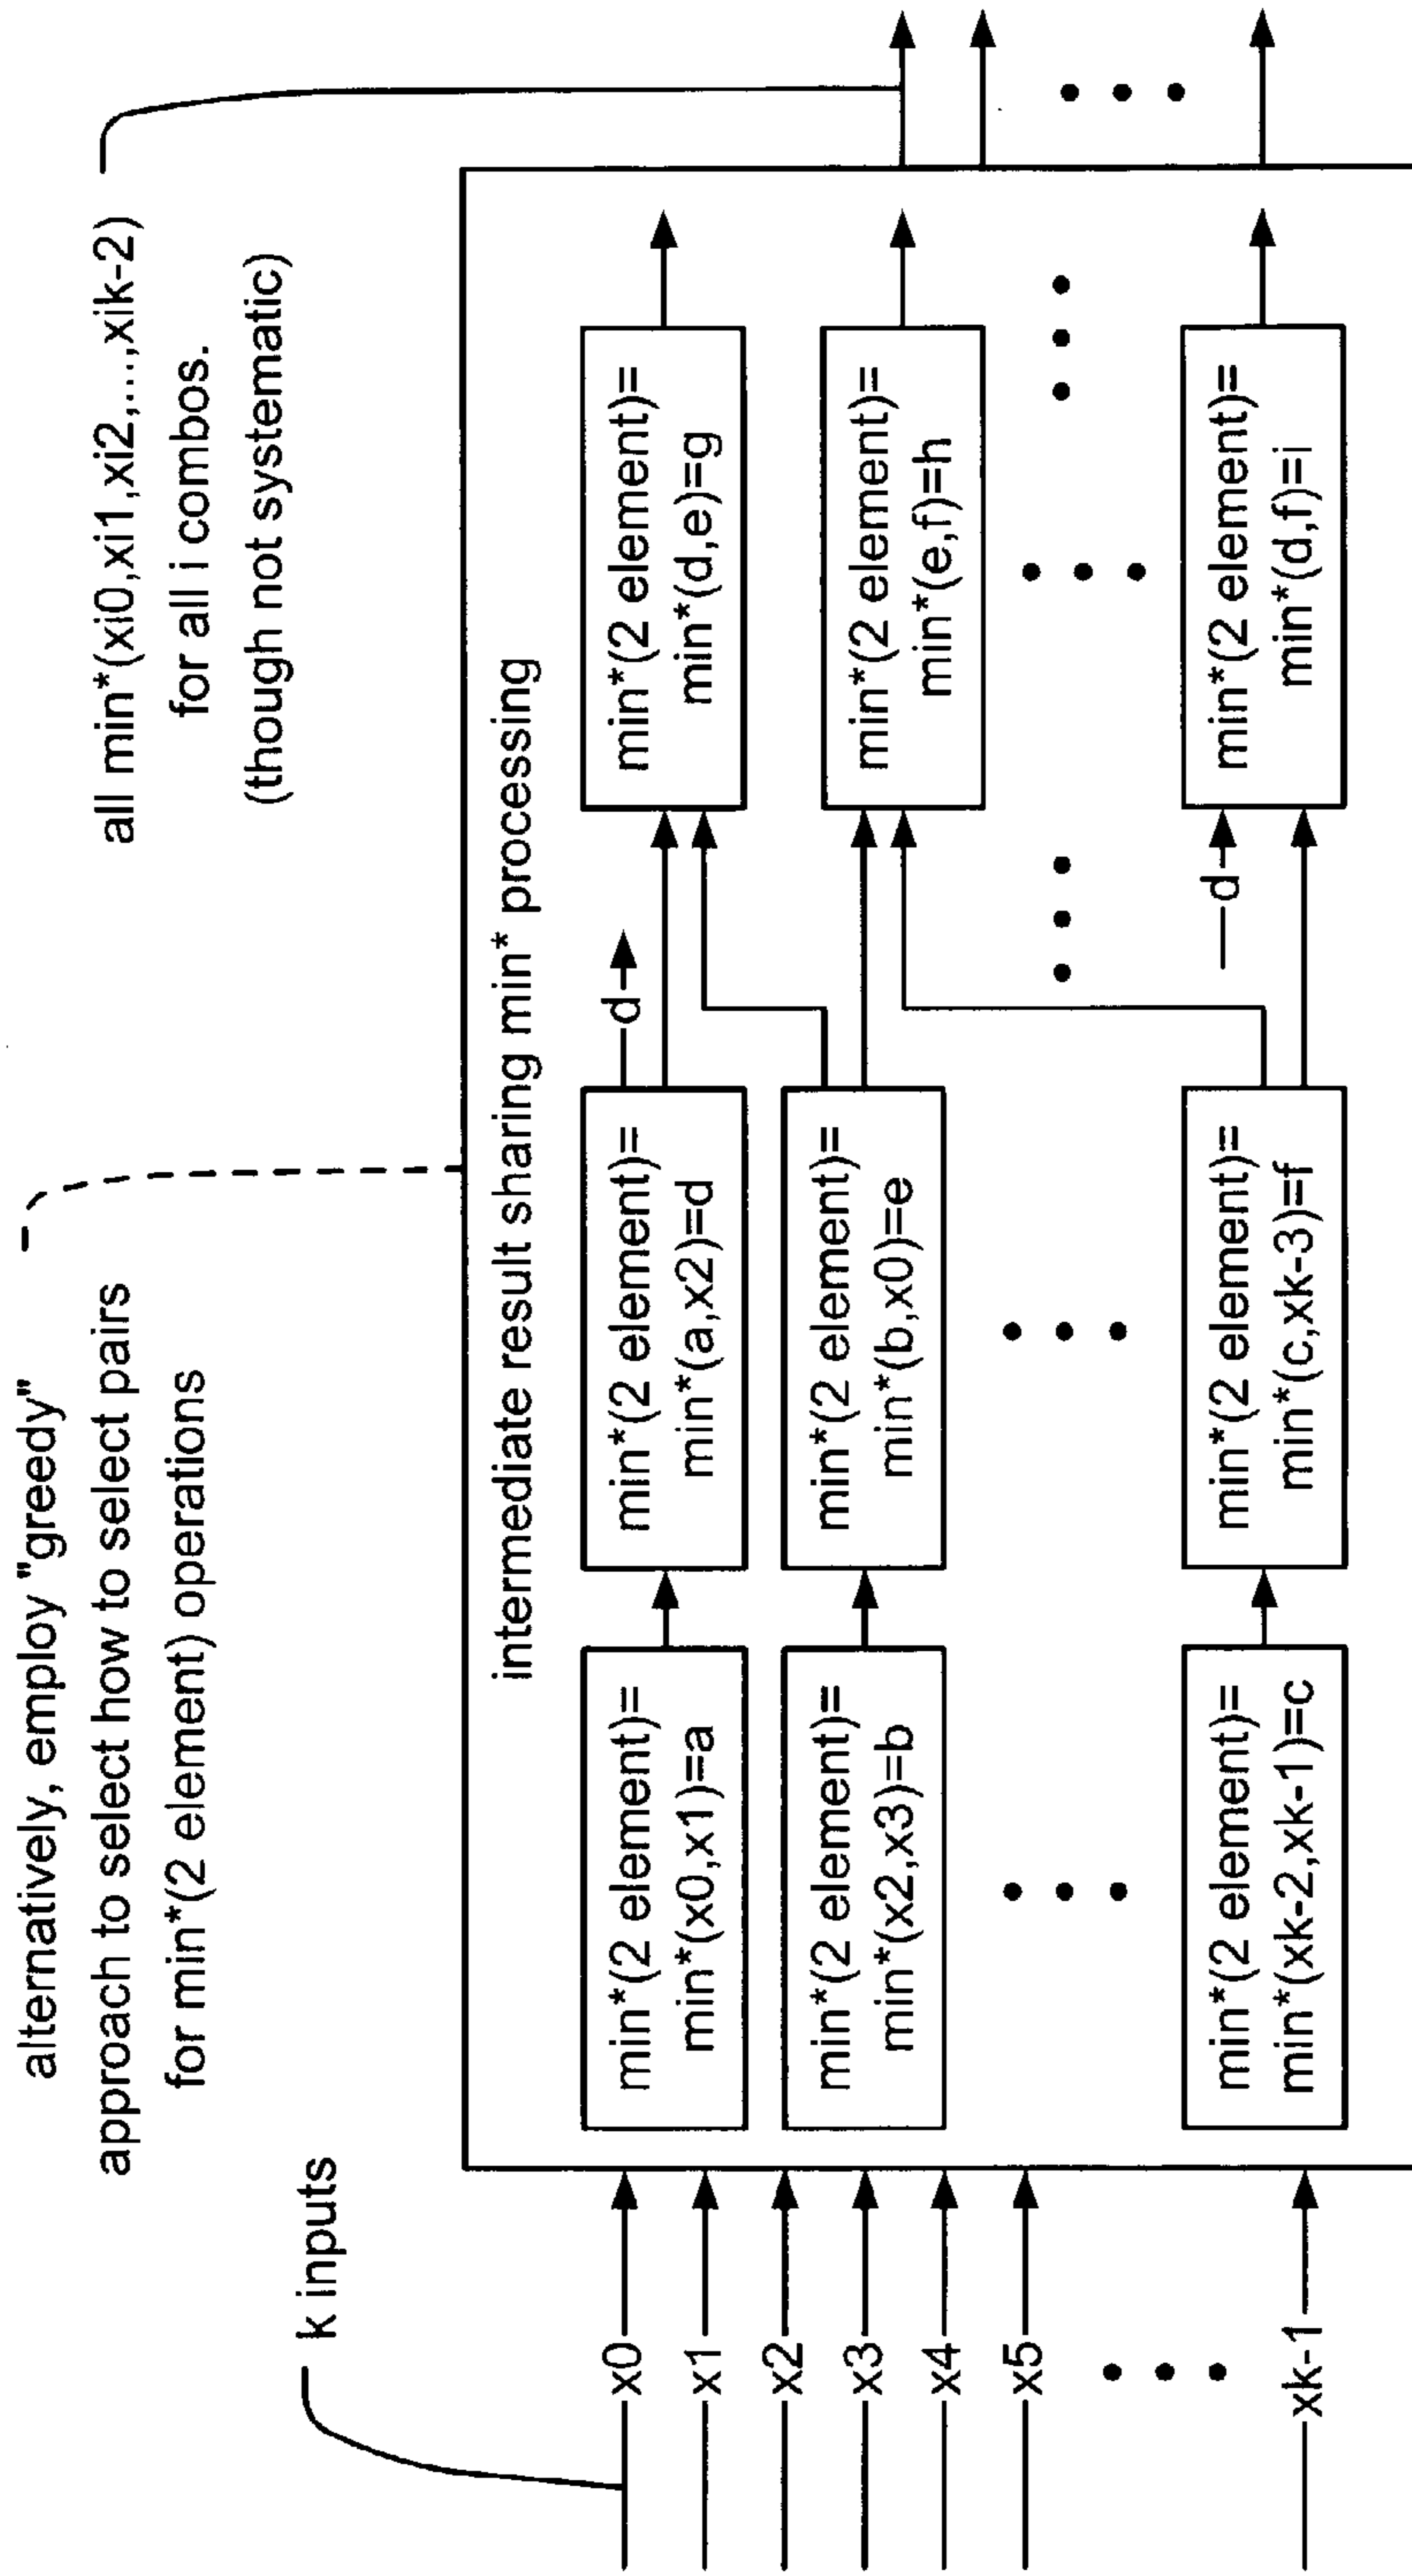 alternatively, employ "greedy"
approach to select how to select pairs
for min*(2 element) operations
all min*(xi0,xi1,xi2,...,xik-2)
for all i combos.
(though not systematic)
k inputs
intermediate result sharing min* processing
x0
x1
x2
x3
x4
x5
xk-1
min*(2 element)=
min*(x0,x1)=a
min*(2 element)=
min*(a,x2)=d
d
min*(2 element)=
min*(d,e)=g
min*(2 element)=
min*(x2,x3)=b
min*(2 element)=
min*(b,x0)=e
min*(2 element)=
min*(e,f)=h
min*(2 element)=
min*(xk-2,xk-1)=c
min*(2 element)=
min*(c,xk-3)=f
d
min*(2 element)=
min*(d,f)=i